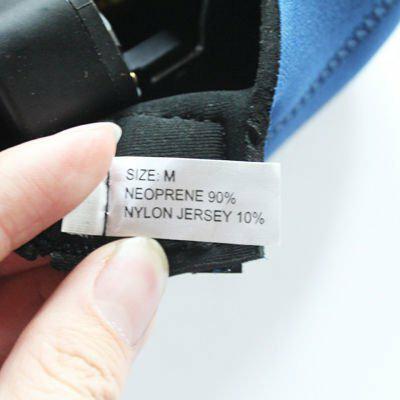 SIZE: M
NEOPRENE 90%
NYLON JERSEY 10%